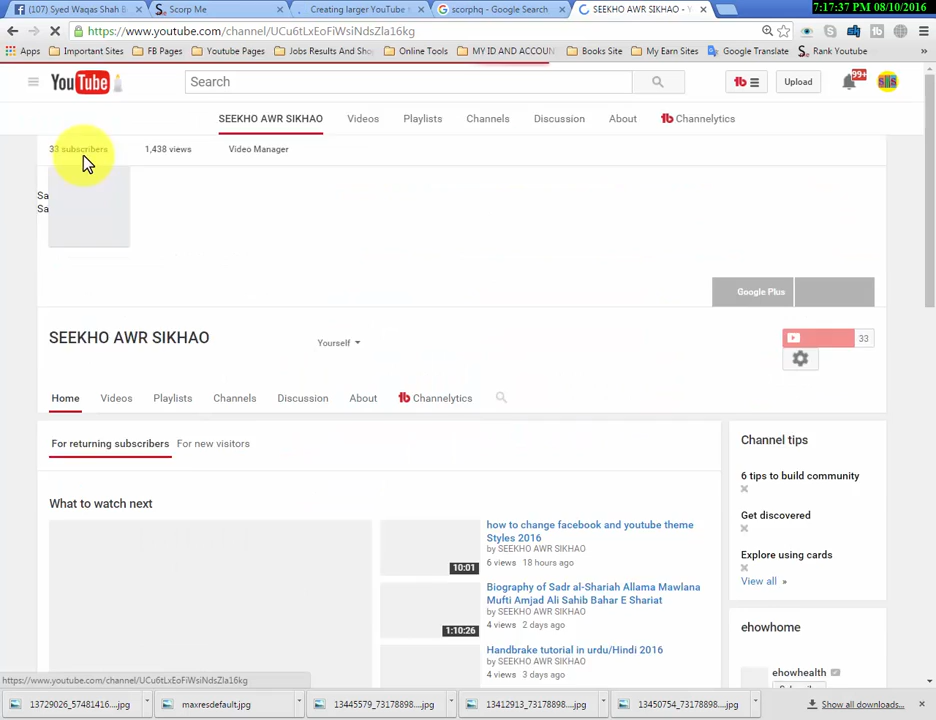 (107) Syed Waqas Shah B
Scorp Me
Creating larger YouTube t
scorphq - Google Search
SEEKHO AWR SIKHAO - Y
7:17:37 PM 08/10/2016
https://www.youtube.com/channel/UCu6tLxEoFiWsiNdsZla16kg
Apps
Important Sites
FB Pages
Youtube Pages
Jobs Results And Sho
Online Tools
MY ID AND ACCOUN
Books Site
My Earn Sites
Google Translate
Rank Youtube
»
YouTube
Search
tb
Upload
99+
SEEKHO AWR SIKHAO
Videos
Playlists
Channels
Discussion
About
tb Channelytics
33 subscribers
1,438 views
Video Manager
Sa
Sa
Google Plus
SEEKHO AWR SIKHAO
Yourself
33
Home
Videos
Playlists
Channels
Discussion
About
tb Channelytics
For returning subscribers
For new visitors
Channel tips
6 tips to build community
Get discovered
Explore using cards
View all »
What to watch next
how to change facebook and youtube theme
Styles 2016
by SEEKHO AWR SIKHAO
6 views 18 hours ago
10:01
Biography of Sadr al-Shariah Allama Mawlana
Mufti Amjad Ali Sahib Bahar E Shariat
by SEEKHO AWR SIKHAO
4 views 2 days ago
1:10:26
Handbrake tutorial in urdu/Hindi 2016
by SEEKHO AWR SIKHAO
4 views 3 days ago
ehowhome
ehowhealth
https://www.youtube.com/channel/UCu6tLxEoFiWsiNdsZla16kg
13729026_57481416...jpg
maxresdefault.jpg
13445579_73178898...jpg
13412913_73178898...jpg
13450754_73178898...jpg
Show all downloads...